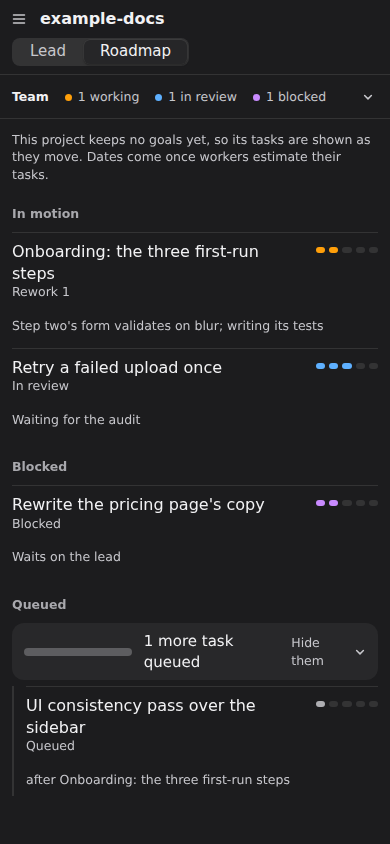 example-docs
Lead Roadmap
Team 1 working 1 in review 1 blocked
This project keeps no goals yet, so its tasks are shown as
they move. Dates come once workers estimate their
tasks.
In motion
Onboarding: the three first-run
steps
Rework 1
Step two's form validates on blur; writing its tests
Retry a failed upload once
In review
Waiting for the audit
Blocked
Rewrite the pricing page's copy
Blocked
Waits on the lead
Queued
1 more task
queued
Hide
them
UI consistency pass over the
sidebar
Queued
after Onboarding: the three first-run steps